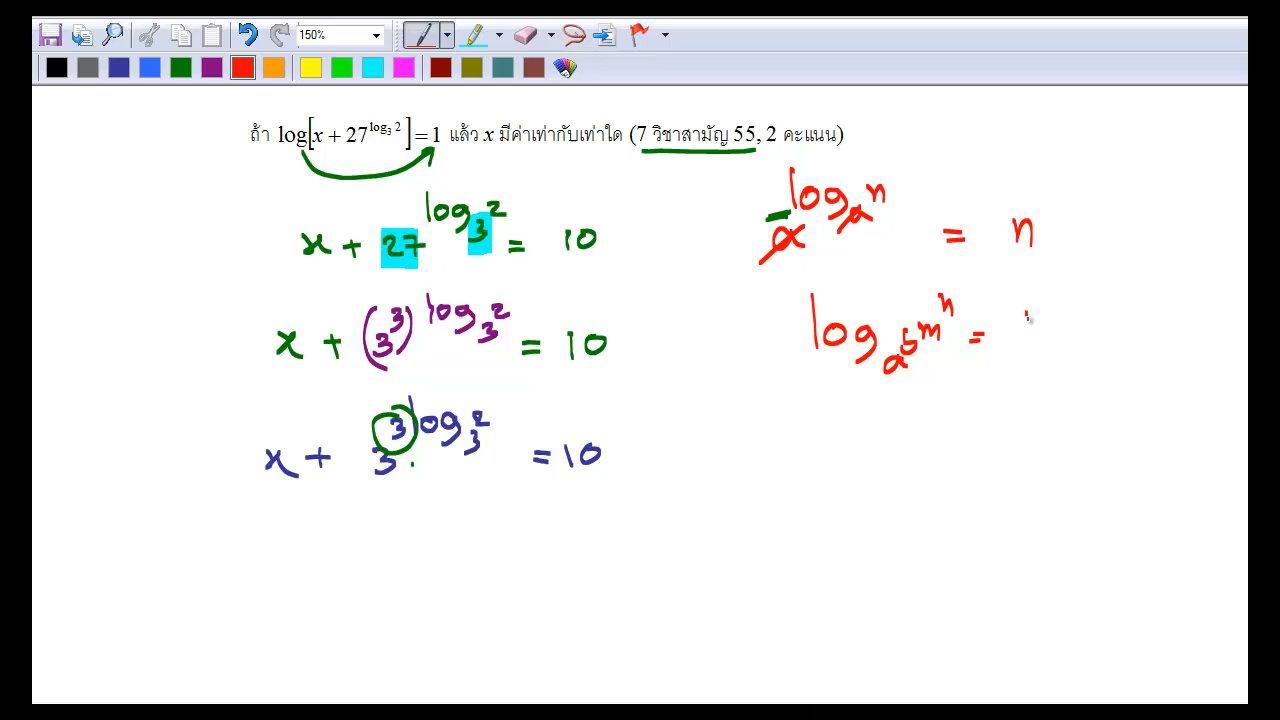 150%
ถ้า log[x + 27^{log₃ 2}] = 1 แล้ว x มีค่าเท่ากับเท่าใด (7 วิชาสามัญ 55, 2 คะแนน)
x + 27^{log₃ 2} = 10
a^{logₐ n} = n
x + (3³)^{log₃ 2} = 10
log_{a^b} m^n =
x + 3^{3 log₃ 2} = 10